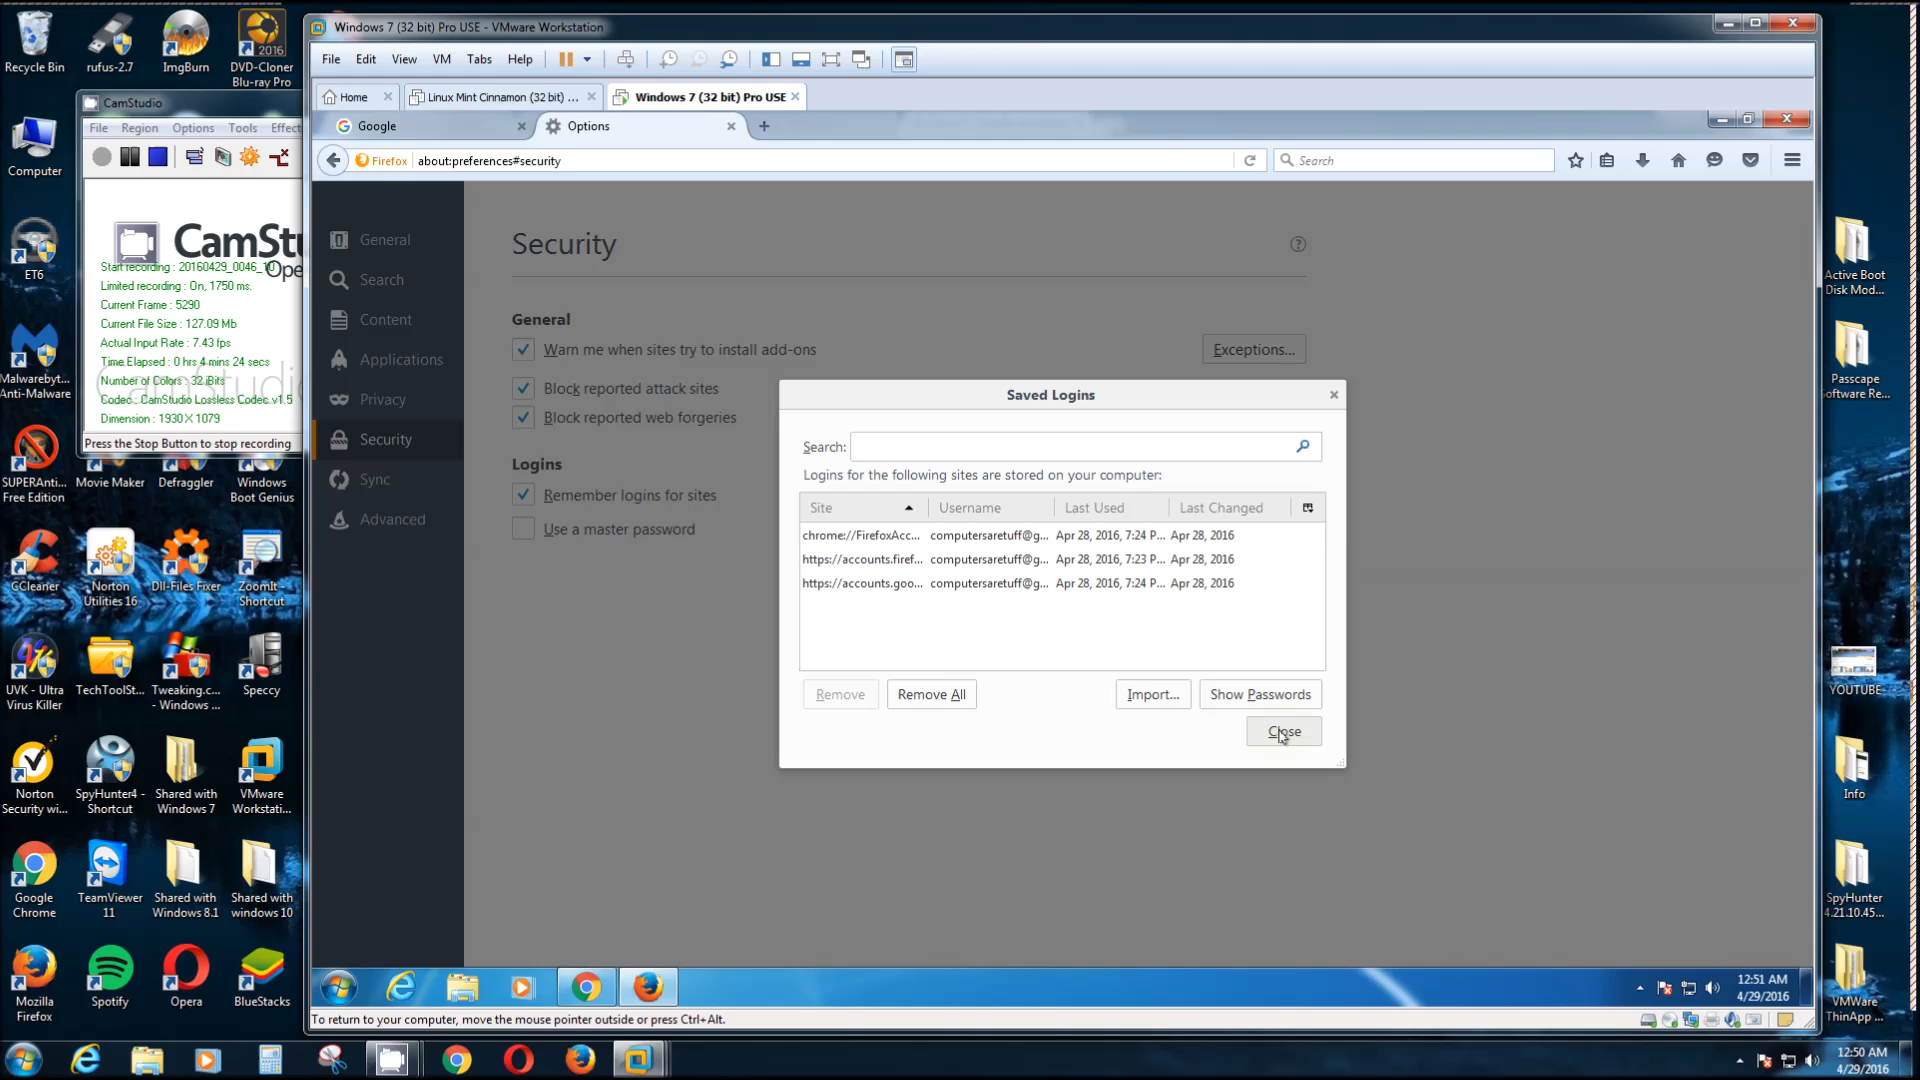 Recycle Bin
rufus-2.7
ImgBurn
2016
DVD-Cloner
Blu-ray Pro
Computer
ET6
Malwarebyt...
Anti-Malware
SUPERAnti...
Free Edition
Movie Maker
Defraggler
Windows
Boot Genius
CCleaner
Norton
Utilities 16
Dll-Files Fixer
ZoomIt -
Shortcut
UVK - Ultra
Virus Killer
TechToolSt...
Tweaking.c...
- Windows ...
Speccy
Norton
Security wi...
SpyHunter4 -
Shortcut
Shared with
Windows 7
VMware
Workstati...
Google
Chrome
TeamViewer
11
Shared with
Windows 8.1
Shared with
windows 10
Mozilla
Firefox
Spotify
Opera
BlueStacks
CamStudio
File Region Options Tools Effect
CamStu
Ope
Start recording : 20160429_0046_10
Limited recording : On, 1750 ms.
Current Frame : 5290
Current File Size : 127.09 Mb
Actual Input Rate : 7.43 fps
Time Elapsed : 0 hrs 4 mins 24 secs
Number of Colors : 32 Bits
Codec : CamStudio Lossless Codec v1.5
Dimension : 1930 X 1079
Press the Stop Button to stop recording
Windows 7 (32 bit) Pro USE - VMware Workstation
File Edit View VM Tabs Help
Home
Linux Mint Cinnamon (32 bit) ...
Windows 7 (32 bit) Pro USE
Google
Options
Firefox about:preferences#security
Search
General
Search
Content
Applications
Privacy
Security
Sync
Advanced
Security
General
Warn me when sites try to install add-ons
Exceptions...
Block reported attack sites
Block reported web forgeries
Logins
Remember logins for sites
Use a master password
Saved Logins
Search:
Logins for the following sites are stored on your computer:
Site Username Last Used Last Changed
chrome://FirefoxAcc... computersaretuff@g... Apr 28, 2016, 7:24 P... Apr 28, 2016
https://accounts.firef... computersaretuff@g... Apr 28, 2016, 7:23 P... Apr 28, 2016
https://accounts.goo... computersaretuff@g... Apr 28, 2016, 7:24 P... Apr 28, 2016
Remove
Remove All
Import...
Show Passwords
Close
12:51 AM
4/29/2016
To return to your computer, move the mouse pointer outside or press Ctrl+Alt.
Active Boot
Disk Mod...
Passcape
Software Re...
YOUTUBE
Info
SpyHunter
4.21.10.45...
VMWare
ThinApp ...
12:50 AM
4/29/2016